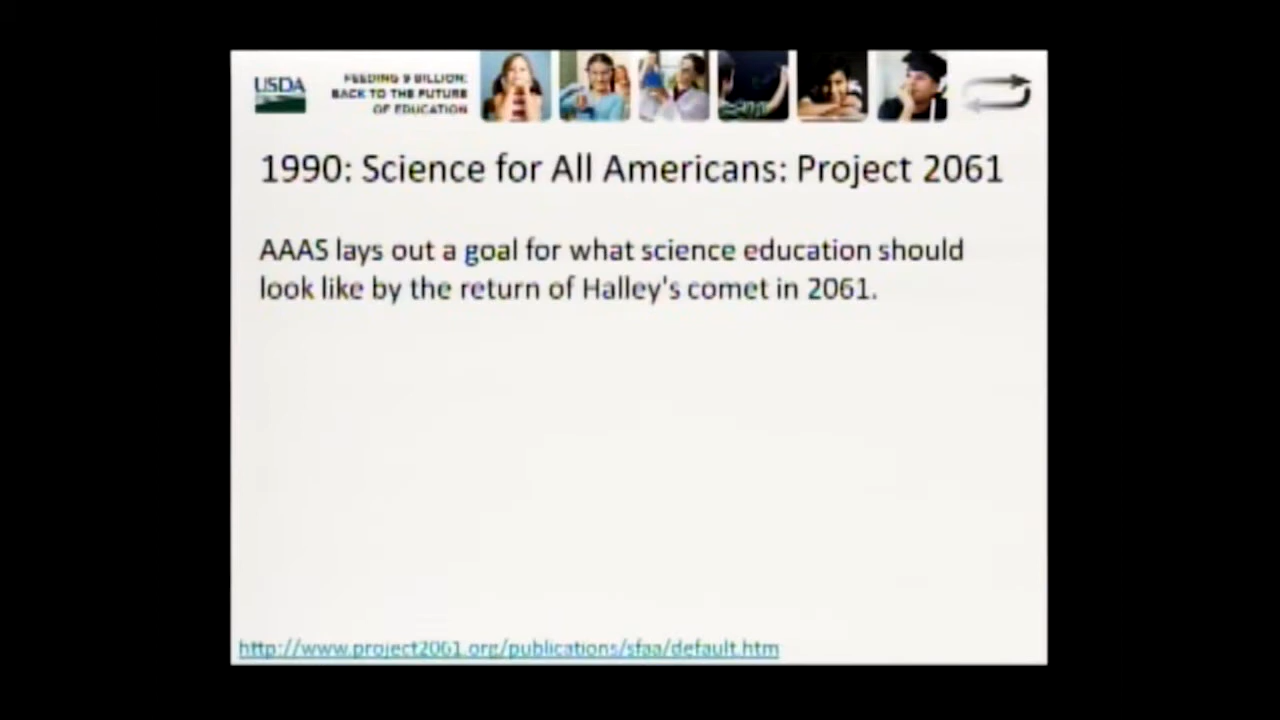 USDA
FEEDING 9 BILLION:
BACK TO THE FUTURE
OF EDUCATION
1990: Science for All Americans: Project 2061
AAAS lays out a goal for what science education should
look like by the return of Halley's comet in 2061.
http://www.project2061.org/publications/sfaa/default.htm